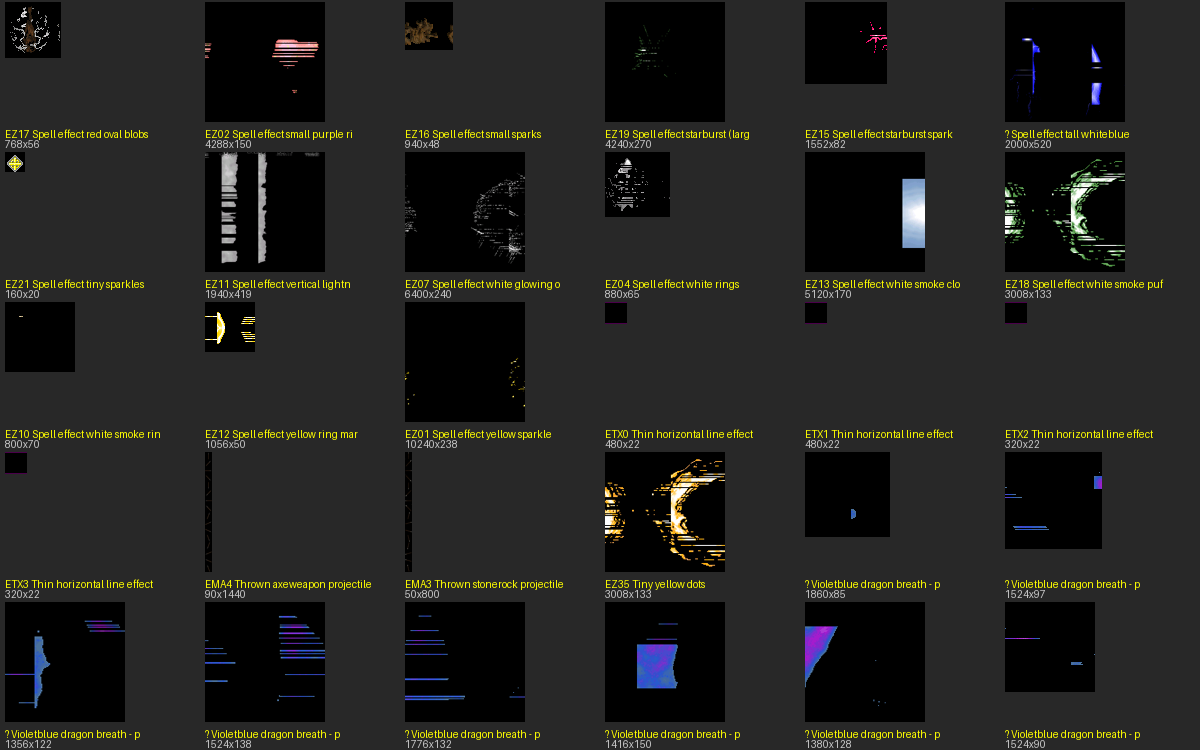 EZ17 Spell effect red oval blobs
768x56
EZ02 Spell effect small purple ri
4288x150
EZ16 Spell effect small sparks
940x48
EZ19 Spell effect starburst (larg
4240x270
EZ15 Spell effect starburst spark
1552x82
? Spell effect tall whiteblue
2000x520
EZ21 Spell effect tiny sparkles
160x20
EZ11 Spell effect vertical lightn
1940x419
EZ07 Spell effect white glowing o
6400x240
EZ04 Spell effect white rings
880x65
EZ13 Spell effect white smoke clo
5120x170
EZ18 Spell effect white smoke puf
3008x133
EZ10 Spell effect white smoke rin
800x70
EZ12 Spell effect yellow ring mar
1056x50
EZ01 Spell effect yellow sparkle
10240x238
ETX0 Thin horizontal line effect
480x22
ETX1 Thin horizontal line effect
480x22
ETX2 Thin horizontal line effect
320x22
ETX3 Thin horizontal line effect
320x22
EMA4 Thrown axeweapon projectile
90x1440
EMA3 Thrown stonerock projectile
50x800
EZ35 Tiny yellow dots
3008x133
? Violetblue dragon breath - p
1860x85
? Violetblue dragon breath - p
1524x97
? Violetblue dragon breath - p
1356x122
? Violetblue dragon breath - p
1524x138
? Violetblue dragon breath - p
1776x132
? Violetblue dragon breath - p
1416x150
? Violetblue dragon breath - p
1380x128
? Violetblue dragon breath - p
1524x90